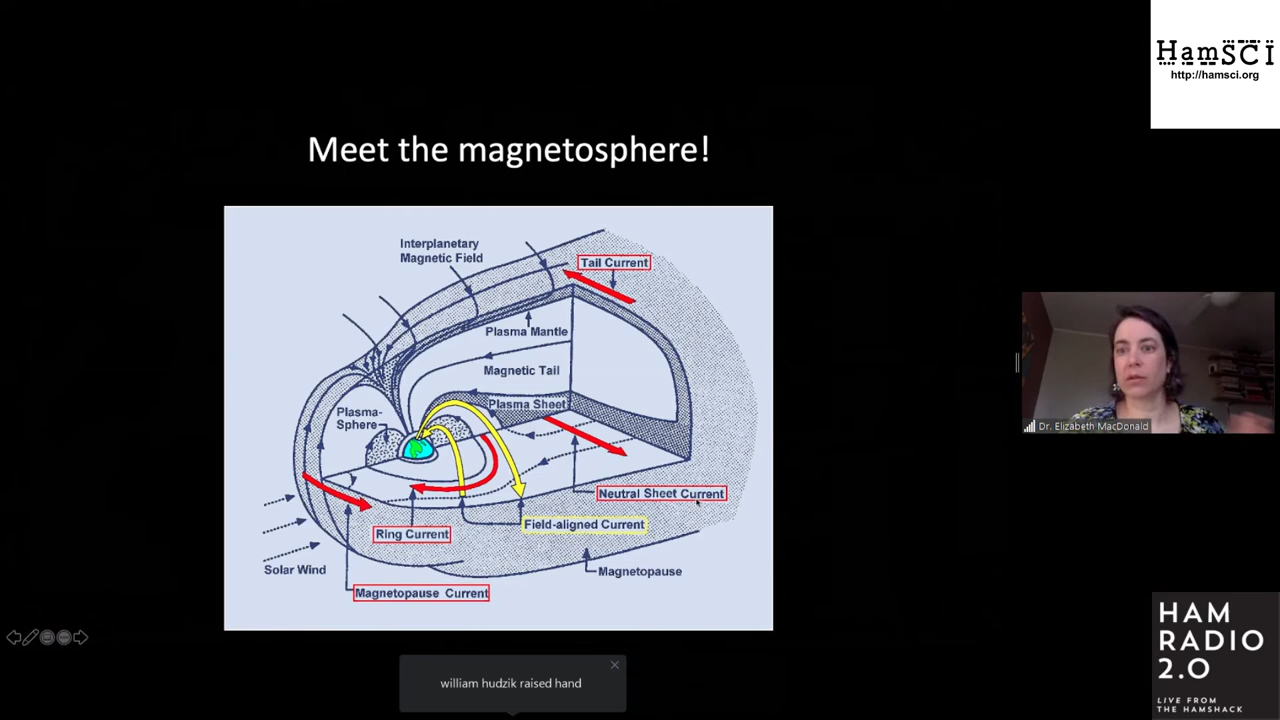 HamSCI
http://hamsci.org
Meet the magnetosphere!
Interplanetary
Magnetic Field
Tail Current
Plasma Mantle
Magnetic Tail
Plasma Sheet
Plasma-
Sphere
Neutral Sheet Current
Field-aligned Current
Ring Current
Solar Wind
Magnetopause
Magnetopause Current
Dr. Elizabeth MacDonald
william hudzik raised hand
HAM
RADIO
2.0
LIVE FROM
THE HAMSHACK